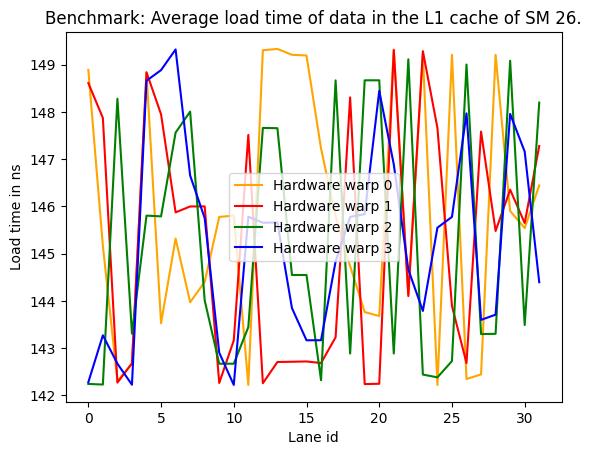 Benchmark: Average load time of data in the L1 cache of SM 26.
149
148
147
146
145
144
143
142
Load time in ns
Hardware warp 0
Hardware warp 1
Hardware warp 2
Hardware warp 3
0 5 10 15 20 25 30
Lane id